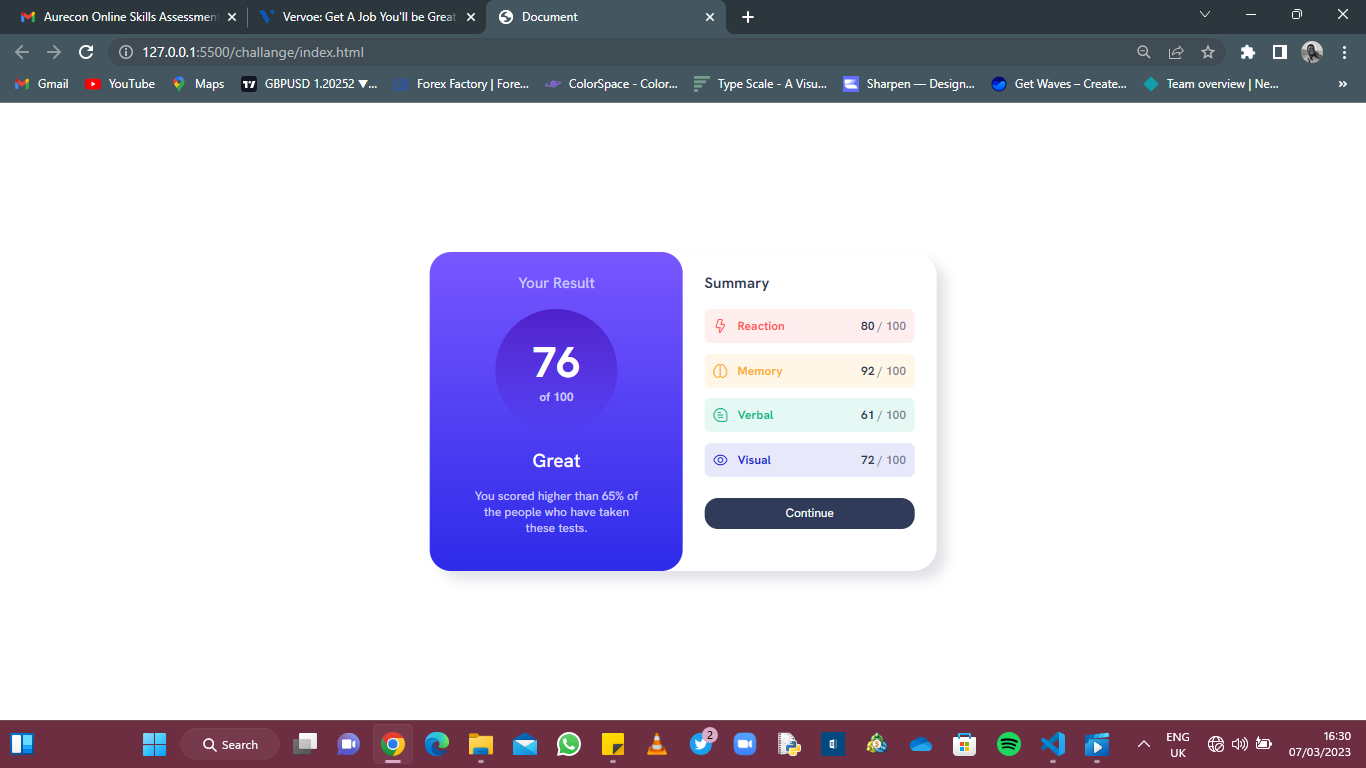 Aurecon Online Skills Assessment
Vervoe: Get A Job You'll be Great
Document
127.0.0.1:5500/challange/index.html
Gmail
YouTube
Maps
GBPUSD 1.20252 ▼...
Forex Factory | Fore...
ColorSpace - Color...
Type Scale - A Visu...
Sharpen — Design...
Get Waves – Create...
Team overview | Ne...
»
Your Result
76
of 100
Great
You scored higher than 65% of
the people who have taken
these tests.
Summary
Reaction 80 / 100
Memory 92 / 100
Verbal 61 / 100
Visual 72 / 100
Continue
Search
2
ENG
UK
16:30
07/03/2023